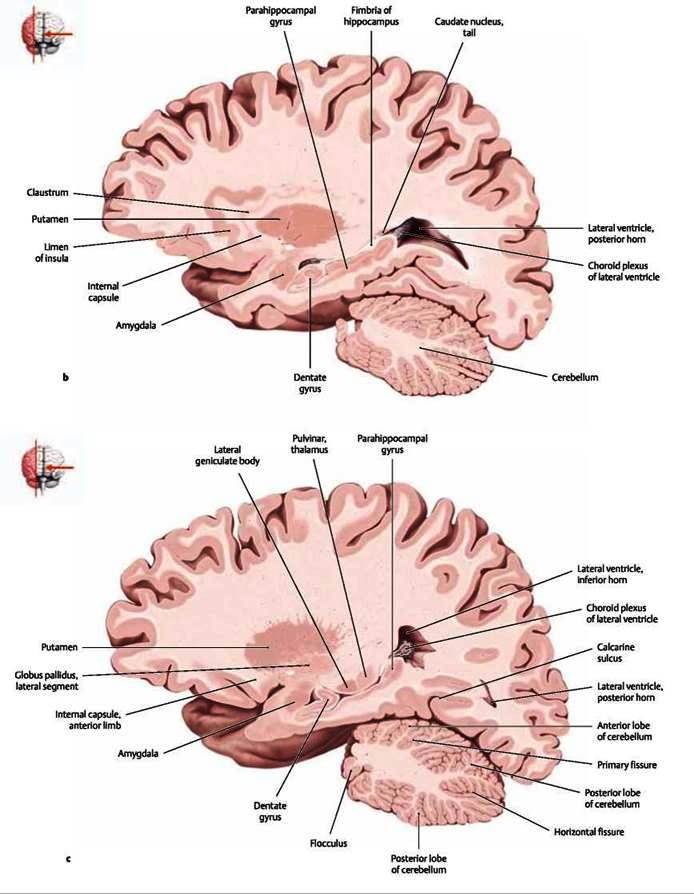 Parahippocampal
gyrus
Fimbria of
hippocampus
Caudate nucleus,
tail
Claustrum
Putamen
Limen
of insula
Internal
capsule
Amygdala
Lateral ventricle,
posterior horn
Choroid plexus
of lateral ventricle
Cerebellum
Dentate
gyrus
b
Lateral
geniculate body
Pulvinar,
thalamus
Parahippocampal
gyrus
Putamen
Globus pallidus,
lateral segment
Internal capsule,
anterior limb
Amygdala
Lateral ventricle,
inferior horn
Choroid plexus
of lateral ventricle
Calcarine
sulcus
Lateral ventricle,
posterior horn
Anterior lobe
of cerebellum
Primary fissure
Posterior lobe
of cerebellum
Horizontal fissure
Dentate
gyrus
Flocculus
Posterior lobe
of cerebellum
c